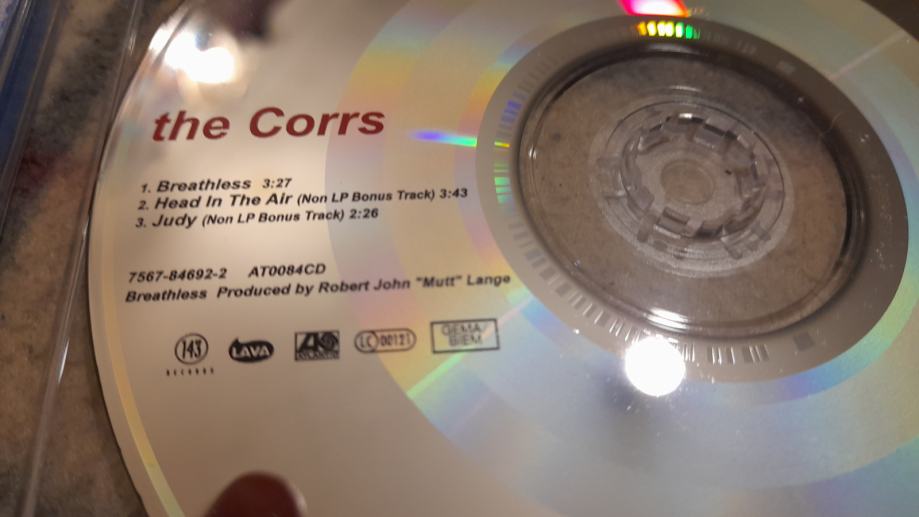 the Corrs
1. Breathless 3:27
2. Head In The Air (Non LP Bonus Track) 3:43
3. Judy (Non LP Bonus Track) 2:26
7567-84692-2 AT0084CD
Breathless Produced by Robert John "Mutt" Lange
143 LAVA ATLANTIC LC 00121 GEMA/
RECORDS BIEM